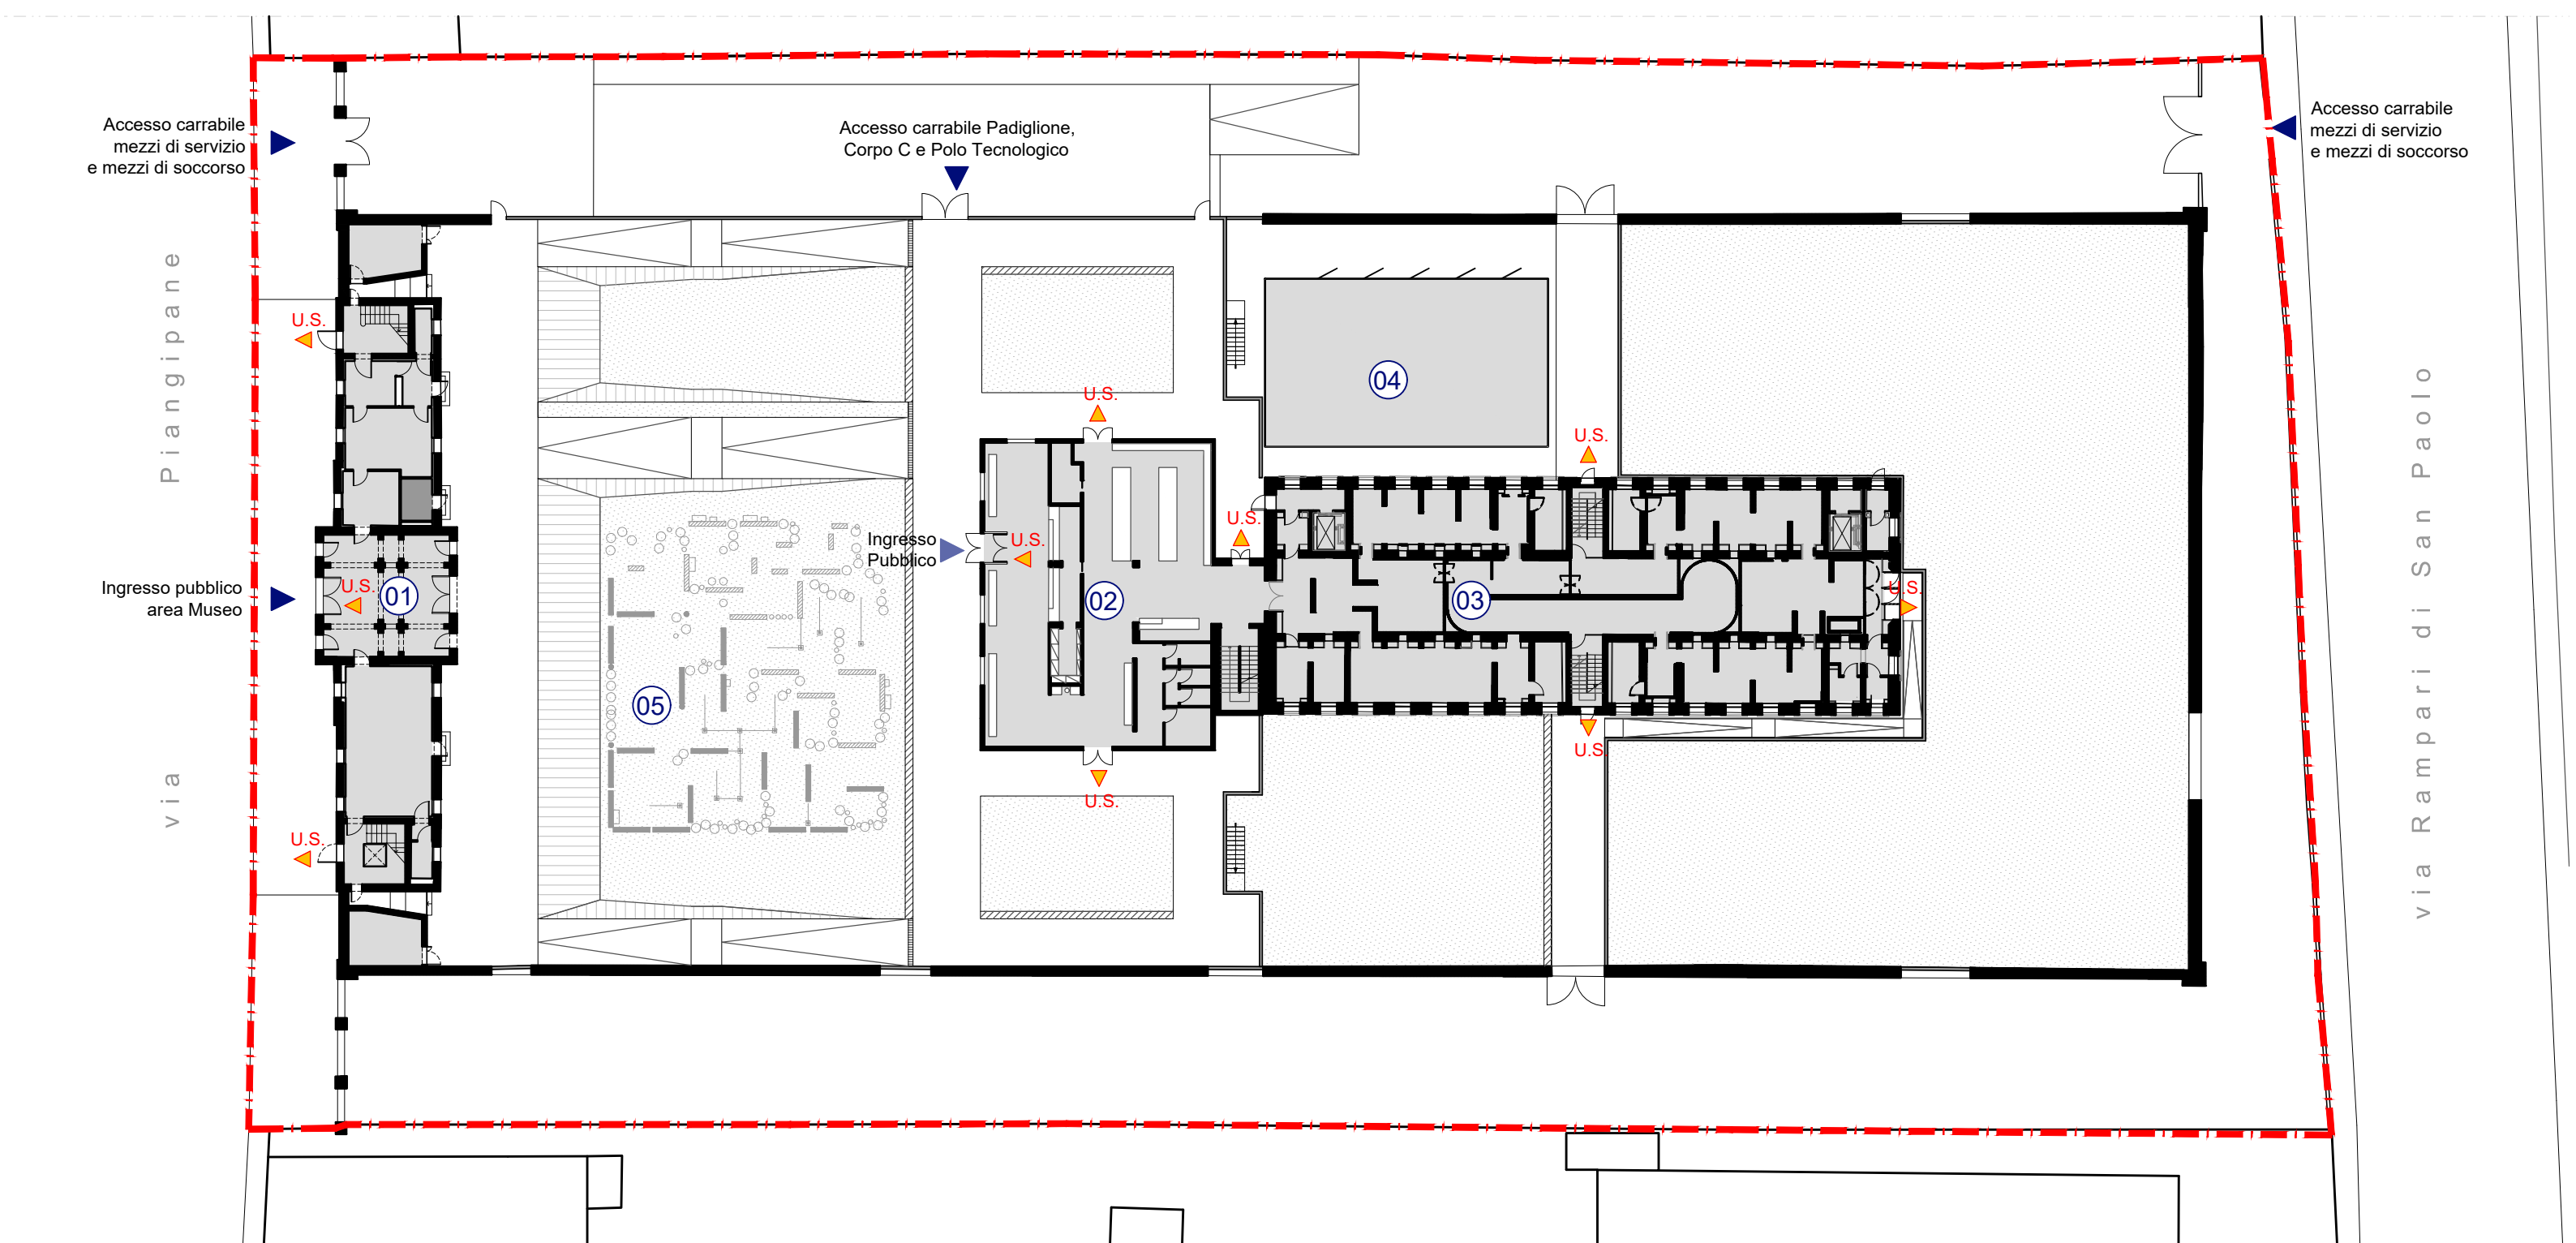 Accesso carrabile
mezzi di servizio
e mezzi di soccorso
Accesso carrabile Padiglione,
Corpo C e Polo Tecnologico
Accesso carrabile
mezzi di servizio
e mezzi di soccorso
via Piangipane
U.S.
U.S.
04
U.S.
U.S.
Ingresso
Pubblico
U.S.
Ingresso pubblico
area Museo
U.S.
01
02
03
U.S.
05
U.S.
U.S.
U.S.
via Rampari di San Paolo